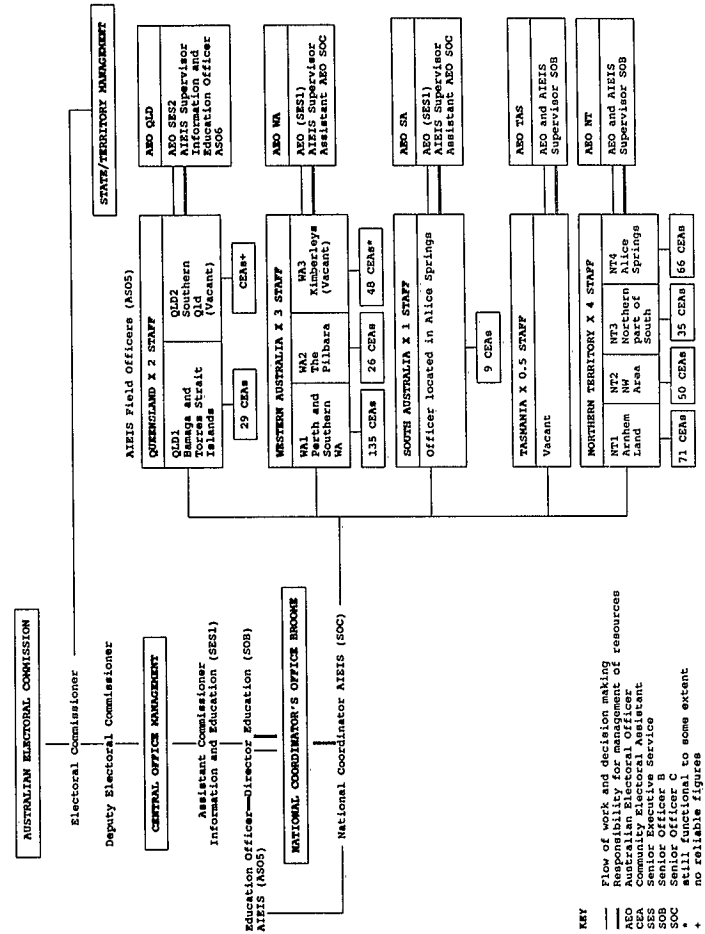 AUSTRALIAN ELECTORAL COMMISSION
Electoral Commissioner
Deputy Electoral Commissioner
CENTRAL OFFICE MANAGEMENT
Assistant Commissioner
Information and Education (SES1)
Education Officer—Director Education (SOB)
AIEIS (ASO5)
NATIONAL COORDINATOR'S OFFICE BROOME
National Coordinator AIEIS (SOC)
STATE/TERRITORY MANAGEMENT
AIEIS Field Officers (ASO5)
QUEENSLAND X 2 STAFF
QLD1
Bamaga and
Torres Strait
Islands
QLD2
Southern
Qld
(Vacant)
29 CEAs
CEAs+
AEO QLD
AEO SES2
AIEIS Supervisor
Information and
Education Officer
ASO6
WESTERN AUSTRALIA X 3 STAFF
WA1
Perth and
Southern
WA
WA2
The
Pilbara
WA3
Kimberleys
(Vacant)
135 CEAs
26 CEAs
48 CEAs*
AEO WA
AEO (SES1)
AIEIS Supervisor
Assistant AEO SOC
SOUTH AUSTRALIA X 1 STAFF
Officer located in Alice Springs
9 CEAs
AEO SA
AEO (SES1)
AIEIS Supervisor
Assistant AEO SOC
TASMANIA X 0.5 STAFF
Vacant
AEO TAS
AEO and AIEIS
Supervisor SOB
NORTHERN TERRITORY X 4 STAFF
NT1
Arnhem
Land
NT2
NW
Area
NT3
Northern
part of
South
NT4
Alice
Springs
71 CEAs
50 CEAs
35 CEAs
66 CEAs
AEO NT
AEO and AIEIS
Supervisor SOB
KEY
Flow of work and decision making
Responsibility for management of resources
AEO Australian Electoral Officer
CEA Community Electoral Assistant
SES Senior Executive Service
SOB Senior Officer B
SOC Senior Officer C
* still functional to some extent
+ no reliable figures